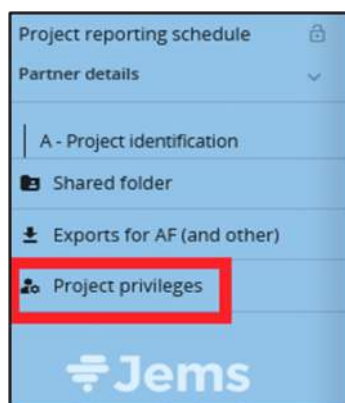 Project reporting schedule
Partner details
A - Project identification
Shared folder
Exports for AF (and other)
Project privileges
Jems